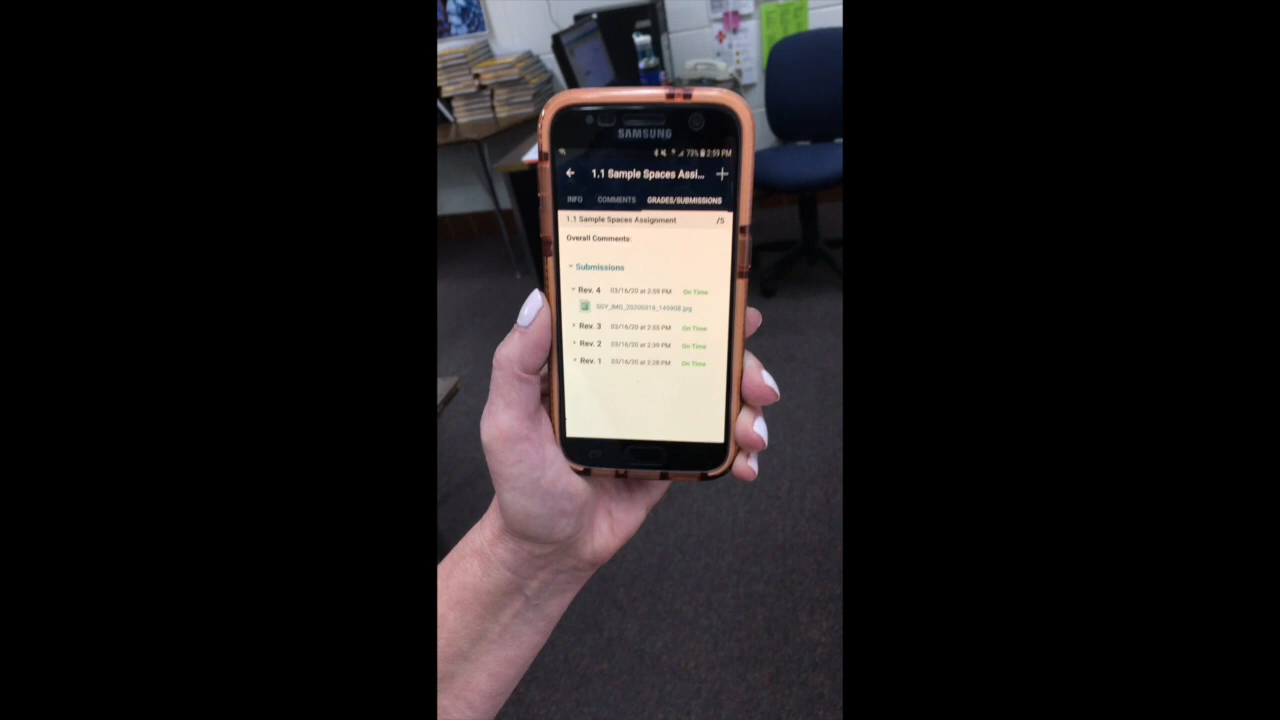 SAMSUNG
73% 2:59 PM
1.1 Sample Spaces Assi...
INFO COMMENTS GRADES/SUBMISSIONS
1.1 Sample Spaces Assignment /5
Overall Comments:
Submissions
Rev. 4 03/16/20 at 2:59 PM On Time
SGY_IMG_20200316_145908.jpg
Rev. 3 03/16/20 at 2:55 PM On Time
Rev. 2 03/16/20 at 2:39 PM On Time
Rev. 1 03/16/20 at 2:28 PM On Time